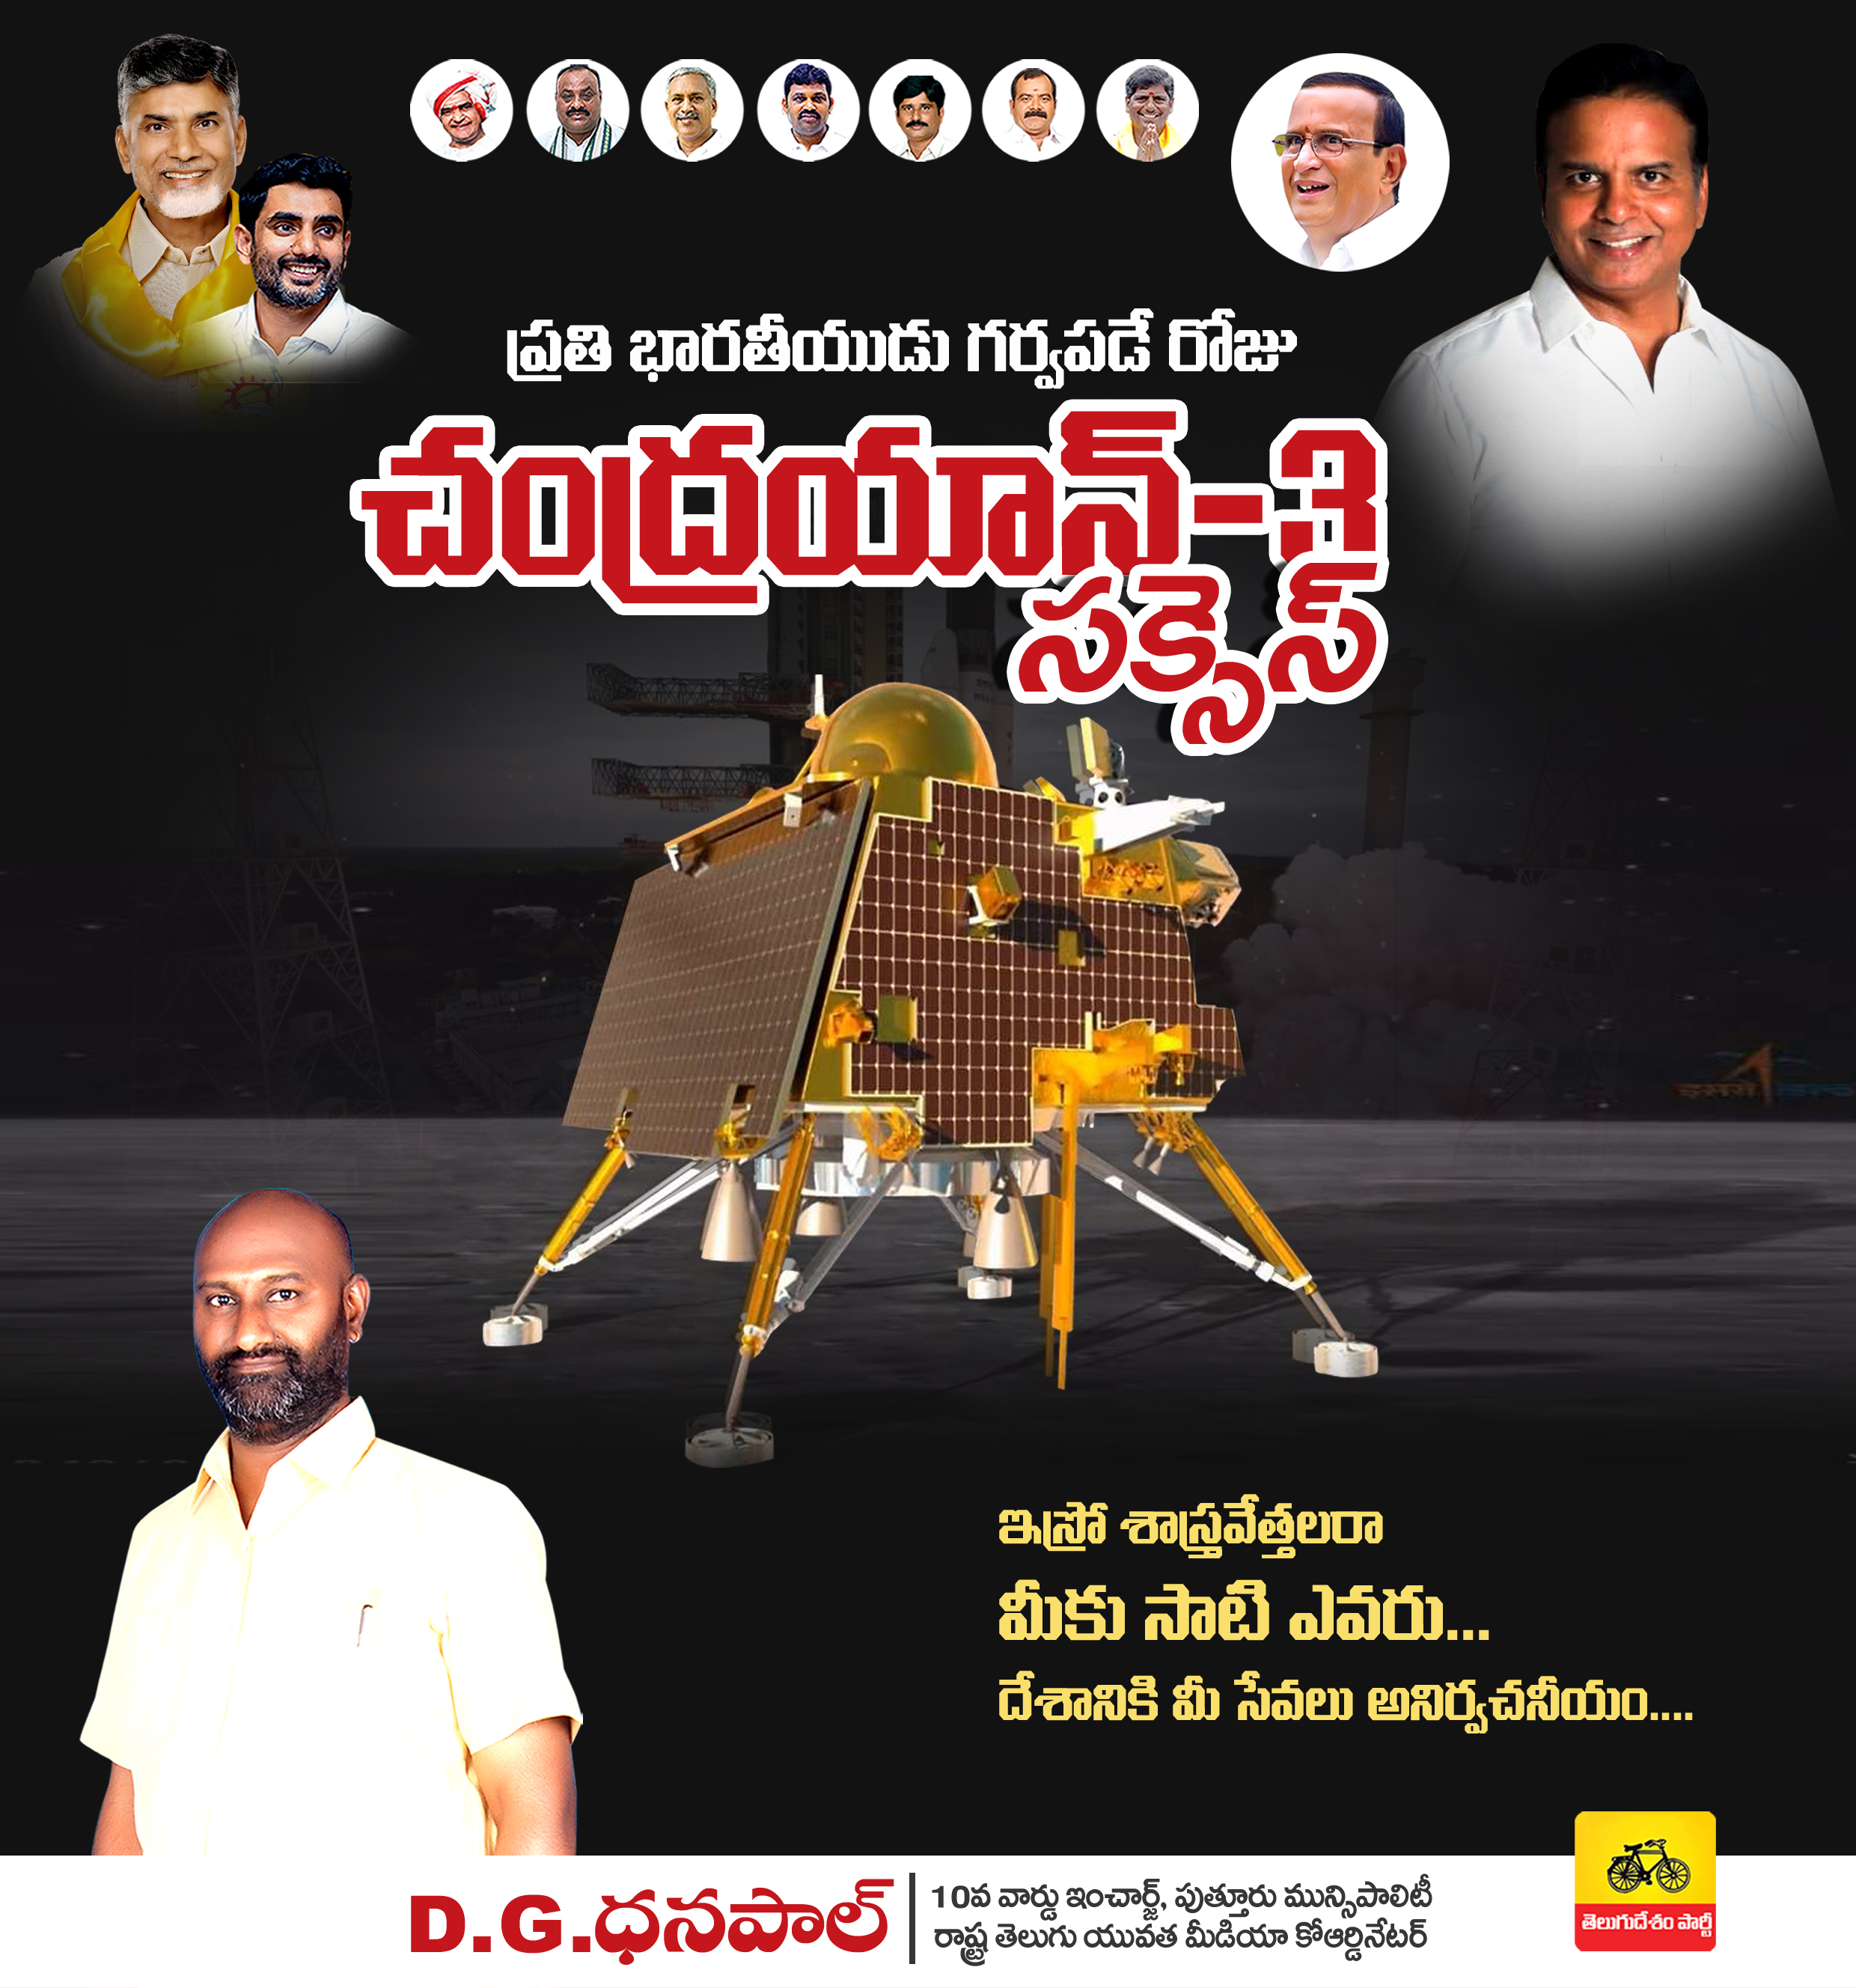 ప్రతి భారతీయుడు గర్వపడే రోజు
చంద్రయాన్-3
సక్సెస్
ఇస్రో శాస్త్రవేత్తలరా
మీకు సాటి ఎవరు...
దేశానికి మీ సేవలు అనిర్వచనీయం....
D.G.ధనపాల్
10వ వార్డు ఇంచార్జ్, పుత్తూరు మున్సిపాలిటీ
రాష్ట్ర తెలుగు యువత మీడియా కోఆర్డినేటర్
తెలుగుదేశం పార్టీ